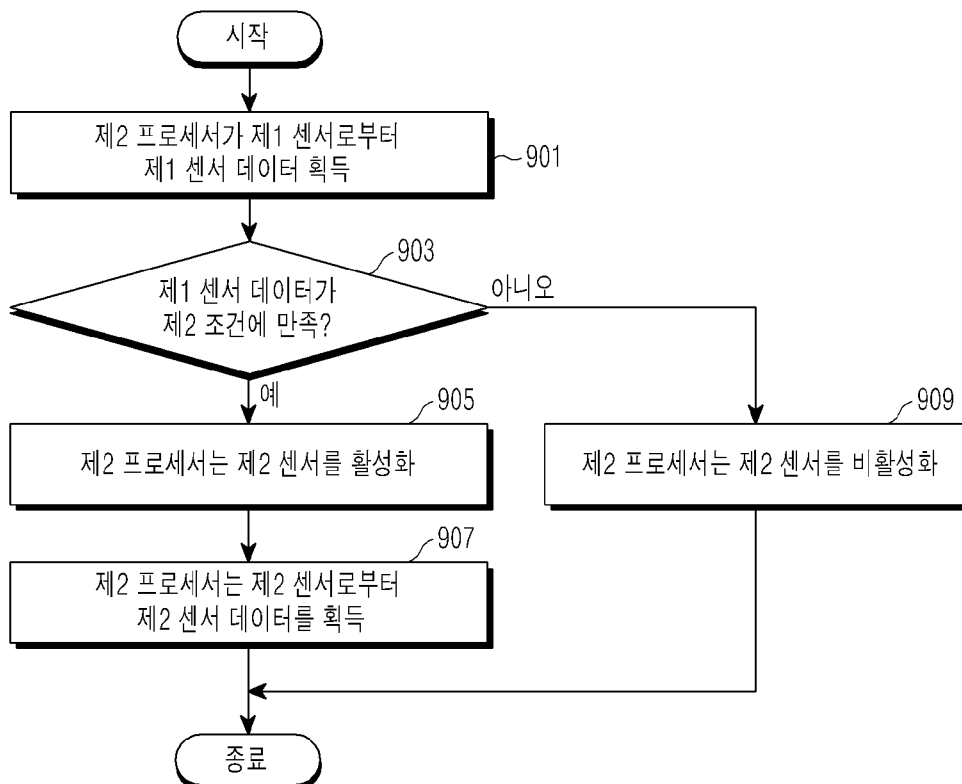 시작
제2 프로세서가 제1 센서로부터
제1 센서 데이터 획득
901
903
제1 센서 데이터가
제2 조건에 만족?
아니오
예
905
제2 프로세서는 제2 센서를 활성화
909
제2 프로세서는 제2 센서를 비활성화
907
제2 프로세서는 제2 센서로부터
제2 센서 데이터를 획득
종료